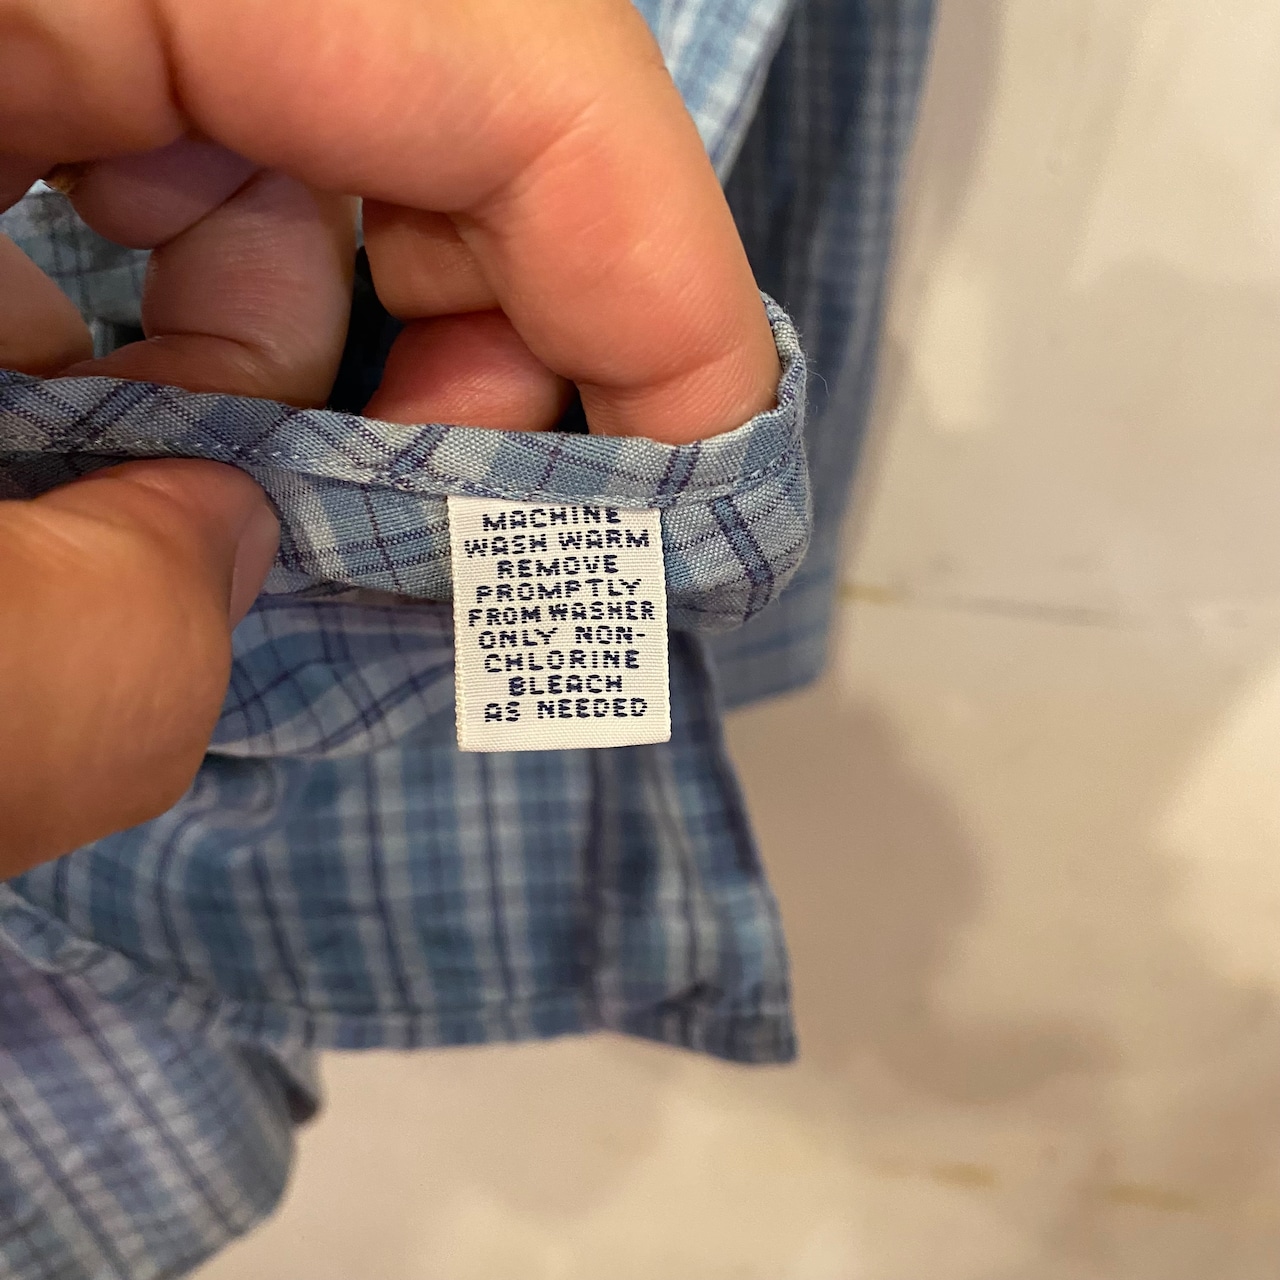 MACHINE
WASH WARM
REMOVE
PROMPTLY
FROM WASHER
ONLY NON-
CHLORINE
BLEACH
AS NEEDED